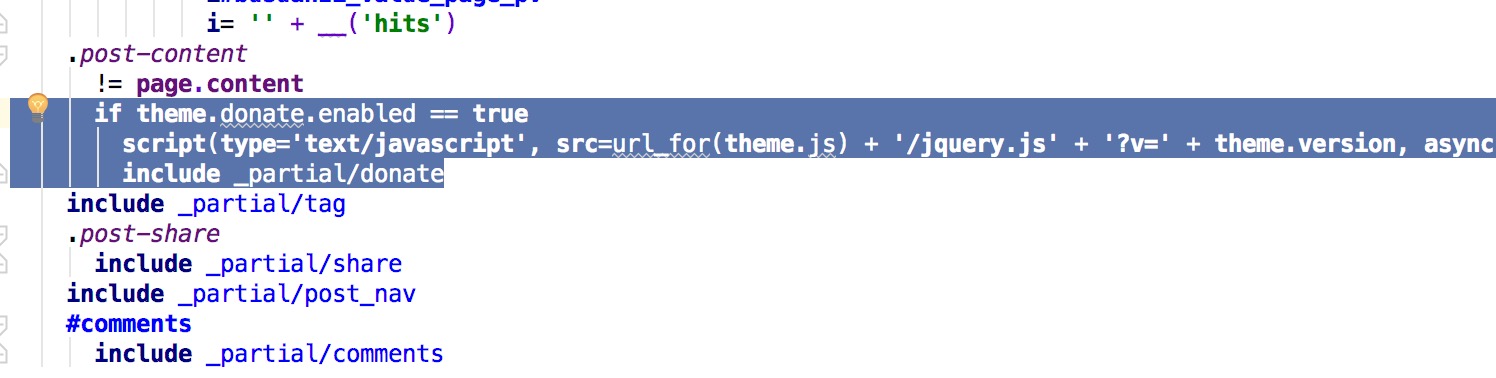 i= '' + __('hits')
.post-content
!= page.content
if theme.donate.enabled == true
script(type='text/javascript', src=url_for(theme.js) + '/jquery.js' + '?v=' + theme.version, async
include _partial/donate
include _partial/tag
.post-share
include _partial/share
include _partial/post_nav
#comments
include _partial/comments